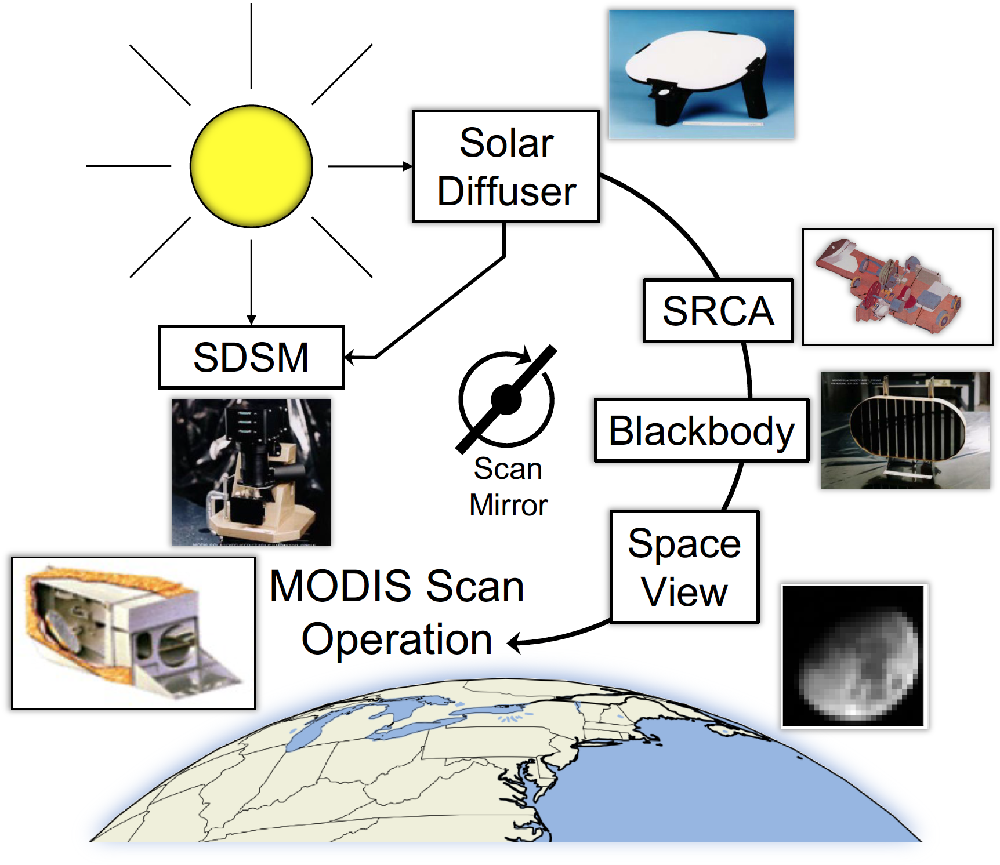 Solar
Diffuser
SRCA
SDSM
Blackbody
Scan
Mirror
Space
View
MODIS Scan
Operation